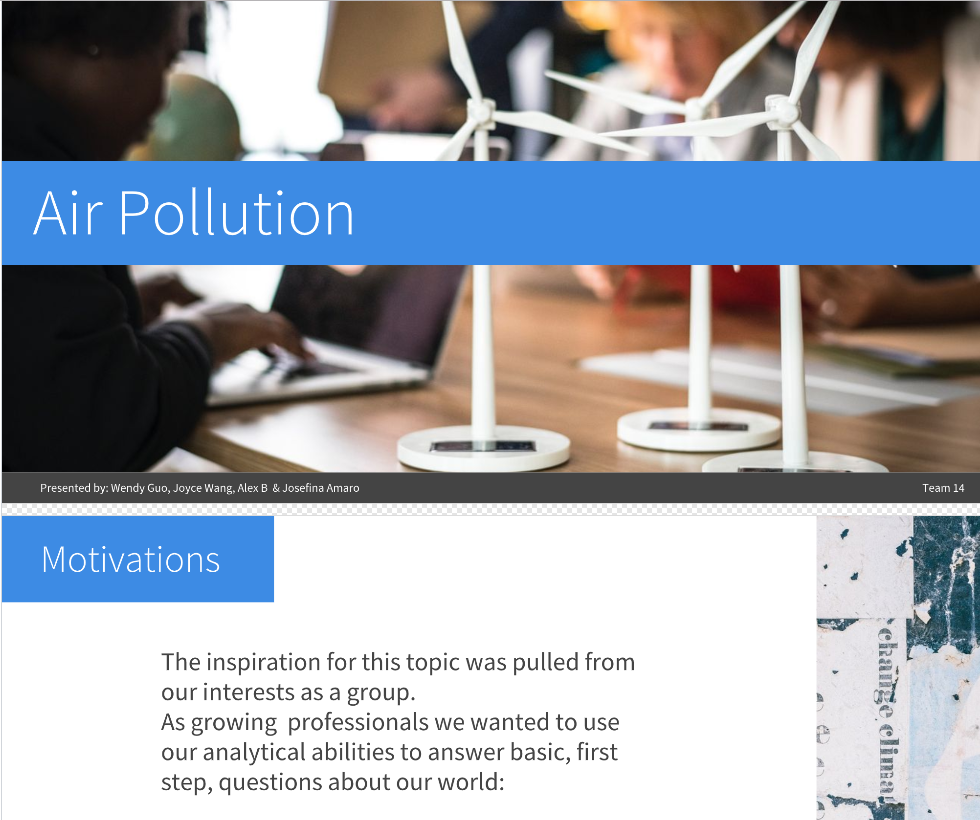 Air Pollution
Presented by: Wendy Guo, Joyce Wang, Alex B & Josefina Amaro
Team 14
Motivations
The inspiration for this topic was pulled from
our interests as a group.
As growing  professionals we wanted to use
our analytical abilities to answer basic, first
step, questions about our world:
change